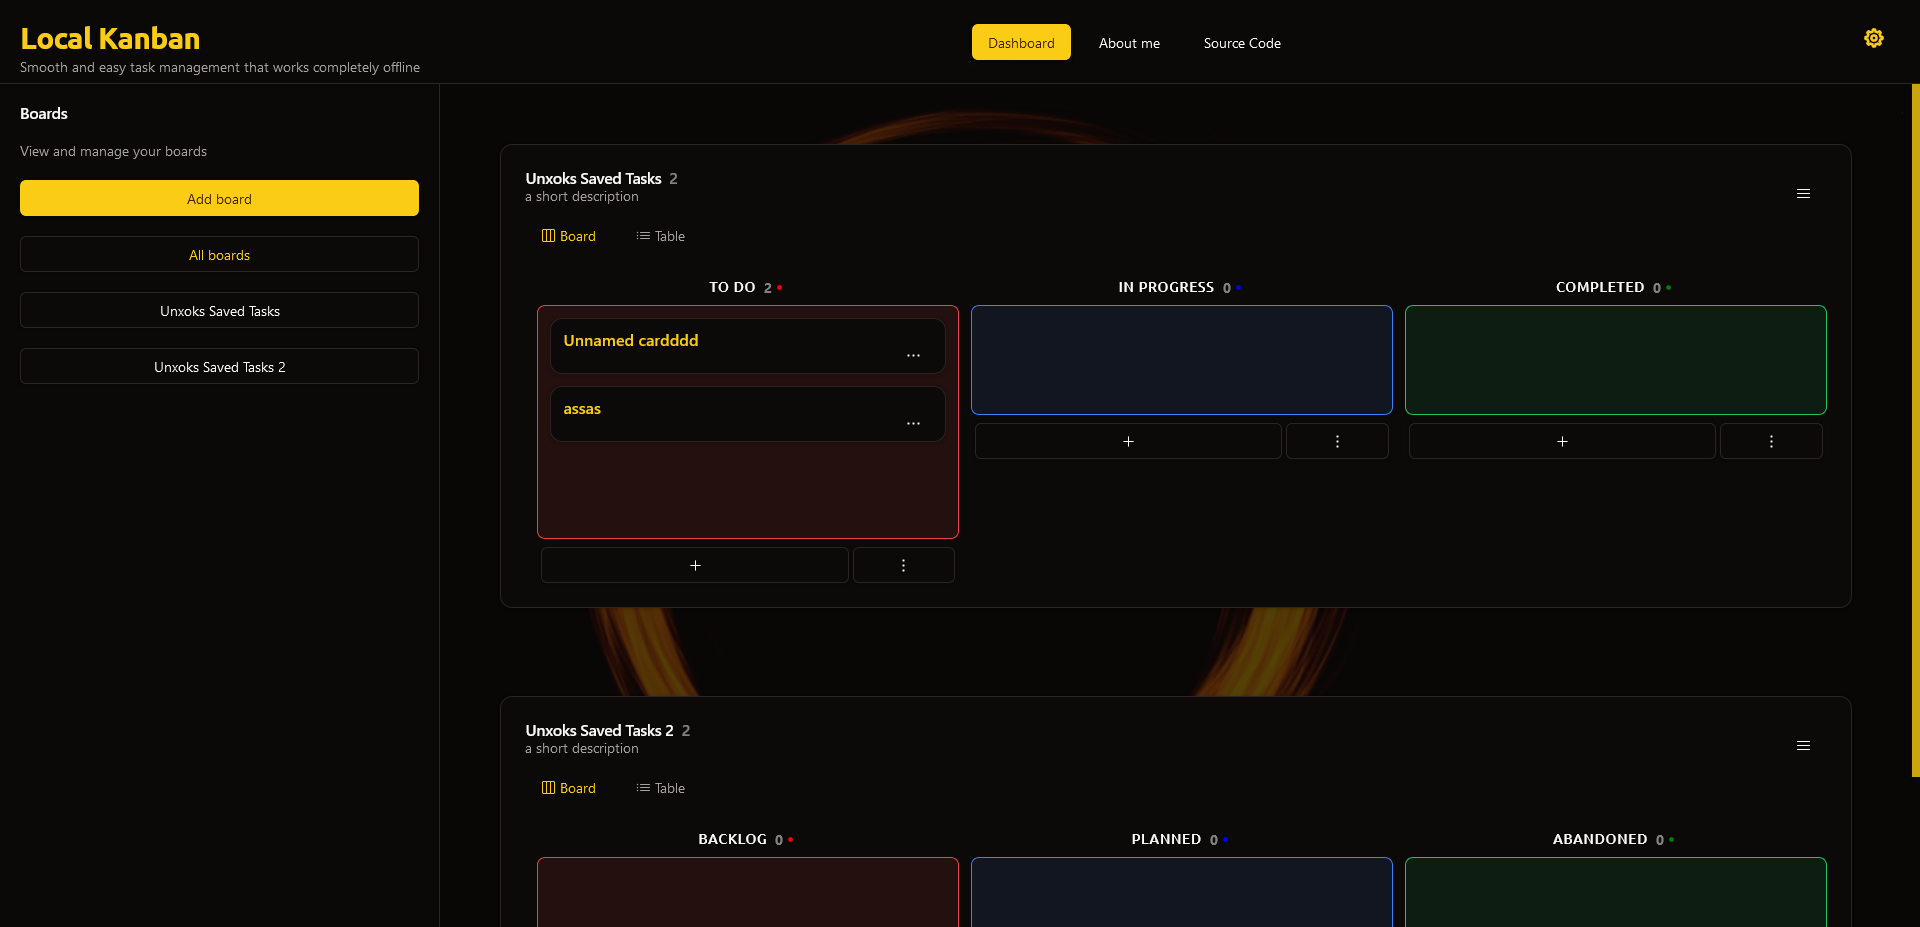 Local Kanban
Smooth and easy task management that works completely offline
Dashboard
About me
Source Code
Boards
View and manage your boards
Add board
All boards
Unxoks Saved Tasks
Unxoks Saved Tasks 2
Unxoks Saved Tasks 2
a short description
Board
Table
TO DO 2
Unnamed cardddd
...
assas
...
+
IN PROGRESS 0
+
COMPLETED 0
+
Unxoks Saved Tasks 2 2
a short description
Board
Table
BACKLOG 0
PLANNED 0
ABANDONED 0